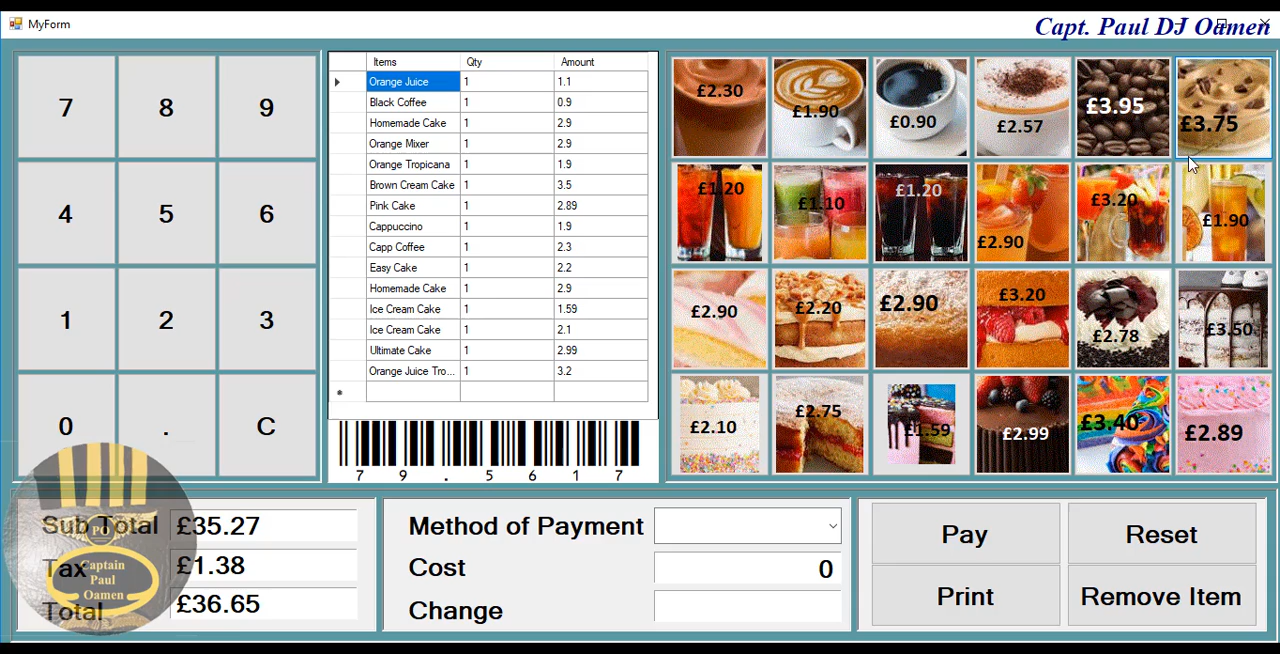 MyForm
Capt. Paul DJ Oamen
7 8 9
4 5 6
1 2 3
0 . C
Items Qty Amount
Orange Juice 1 1.1
Black Coffee 1 0.9
Homemade Cake 1 2.9
Orange Mixer 1 2.9
Orange Tropicana 1 1.9
Brown Cream Cake 1 3.5
Pink Cake 1 2.89
Cappuccino 1 1.9
Capp Coffee 1 2.3
Easy Cake 1 2.2
Homemade Cake 1 2.9
Ice Cream Cake 1 1.59
Ice Cream Cake 1 2.1
Ultimate Cake 1 2.99
Orange Juice Tro... 1 3.2
7 9 . 5 6 1 7
£2.30 £1.90 £0.90 £2.57 £3.95 £3.75
£1.20 £1.10 £1.20 £2.90 £3.20 £1.90
£2.90 £2.20 £2.90 £3.20 £2.78 £3.50
£2.10 £2.75 £1.59 £2.99 £3.40 £2.89
Sub Total £35.27
Tax £1.38
Total £36.65
PO
Captain
Paul
Oamen
Method of Payment
Cost 0
Change
Pay Reset
Print Remove Item